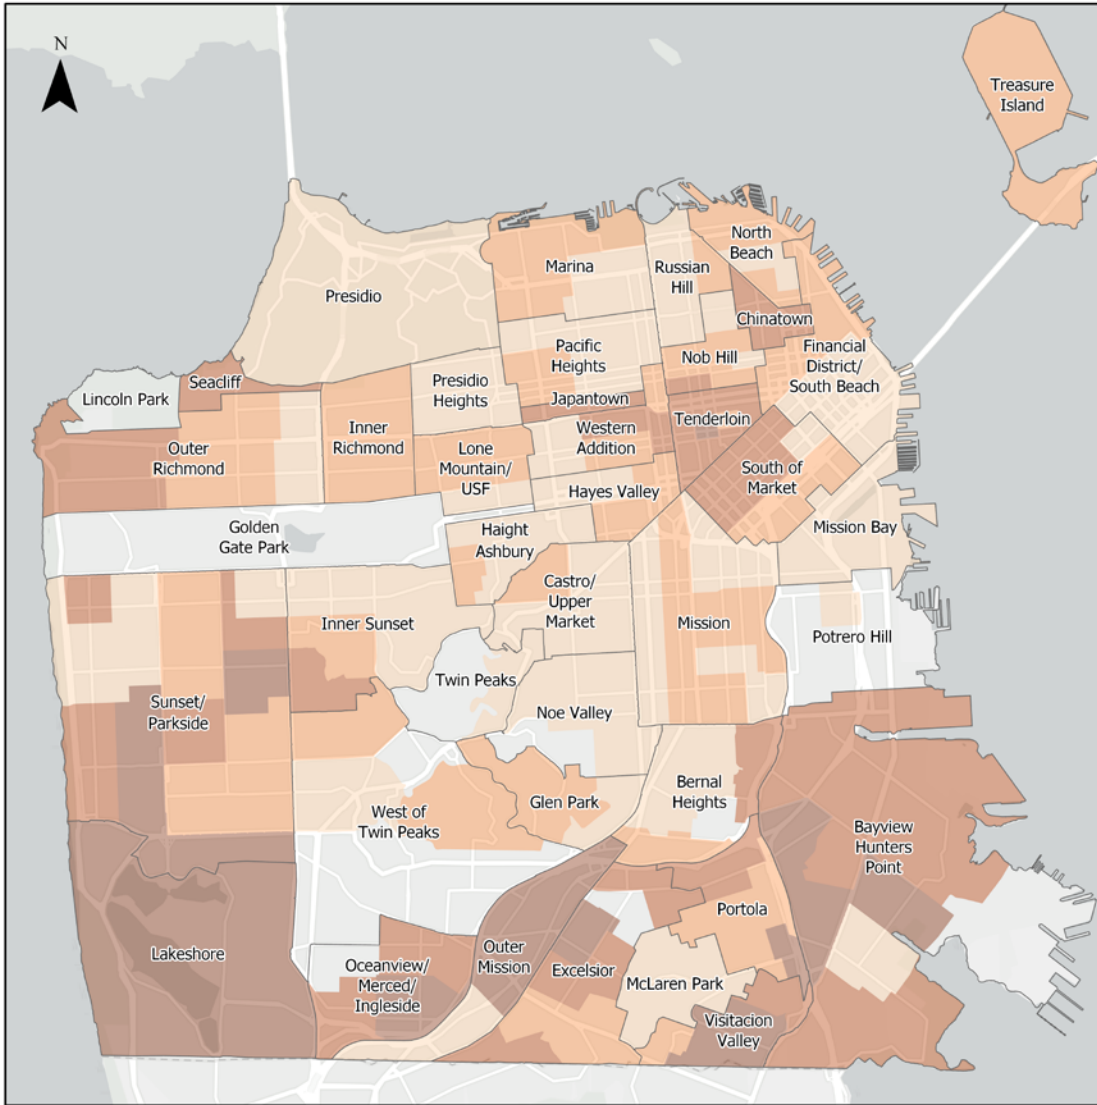 N
Treasure
Island
North
Beach
Marina
Russian
Hill
Presidio
Chinatown
Pacific
Heights
Nob Hill
Financial
District/
South Beach
Seacliff
Lincoln Park
Presidio
Heights
Japantown
Tenderloin
Inner
Richmond
Western
Addition
Outer
Richmond
Lone
Mountain/
USF
South of
Market
Hayes Valley
Golden
Gate Park
Haight
Ashbury
Mission Bay
Castro/
Upper
Market
Inner Sunset
Mission
Potrero Hill
Twin Peaks
Sunset/
Parkside
Noe Valley
Bernal
Heights
Glen Park
West of
Twin Peaks
Bayview
Hunters
Point
Portola
Lakeshore
Outer
Mission
Oceanview/
Merced/
Ingleside
Excelsior
McLaren Park
Visitacion
Valley